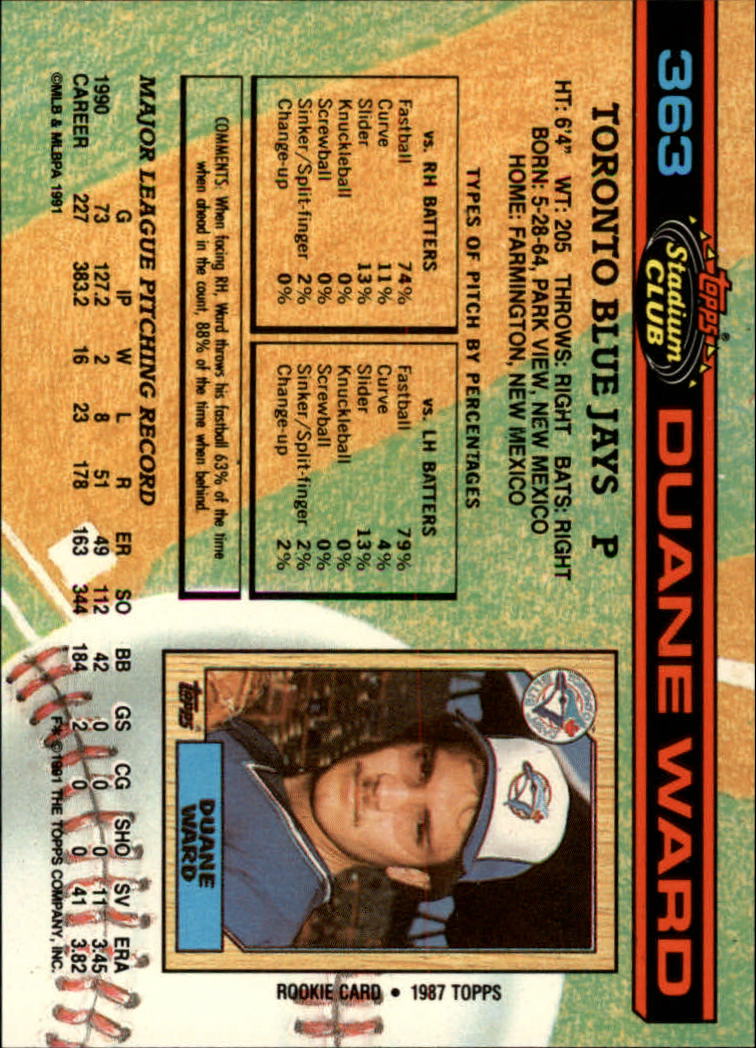 363
TOPPS®
Stadium
CLUB
DUANE WARD
TORONTO BLUE JAYS P
HT: 6'4" WT: 205 THROWS: RIGHT BATS: RIGHT
BORN: 5-28-64, PARK VIEW, NEW MEXICO
HOME: FARMINGTON, NEW MEXICO
TYPES OF PITCH BY PERCENTAGES
vs. RH BATTERS
Fastball 74%
Curve 11%
Slider 13%
Knuckleball 0%
Screwball 0%
Sinker/Split-finger 2%
Change-up 0%
vs. LH BATTERS
Fastball 79%
Curve 4%
Slider 13%
Knuckleball 0%
Screwball 0%
Sinker/Split-finger 2%
Change-up 2%
COMMENTS: When facing RH, Ward throws his fastball 63% of the time
when ahead in the count, 88% of the time when behind.
TOPPS
DUANE
WARD
ROOKIE CARD • 1987 TOPPS
MAJOR LEAGUE PITCHING RECORD
G IP W L R ER SO BB GS CG SHO SV ERA
1990 73 127.2 2 8 51 49 112 42 0 0 0 11 3.45
CAREER 227 383.2 16 23 178 163 344 184 2 0 0 41 3.82
©MLB & MLBPA 1991
F* ©1991 THE TOPPS COMPANY, INC.